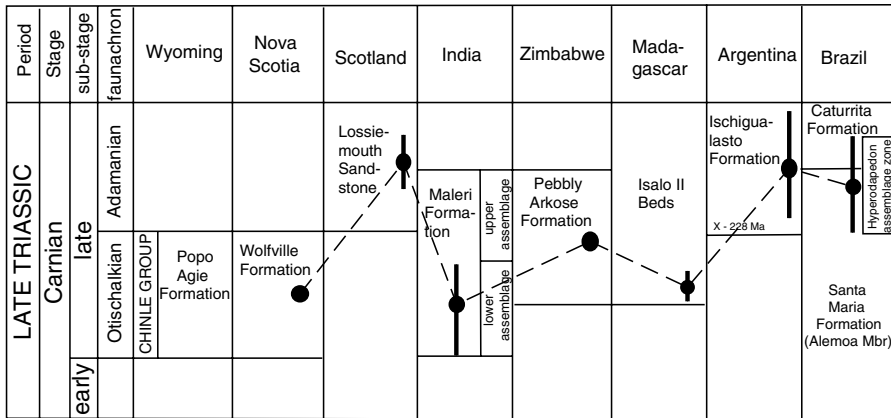 Period
Stage
sub-stage
faunachron
Wyoming
Nova
Scotia
Scotland
India
Zimbabwe
Mada-
gascar
Argentina
Brazil
LATE TRIASSIC
Carnian
late
early
Adamanian
Otischalkian
CHINLE GROUP
Popo
Agie
Formation
Wolfville
Formation
Lossie-
mouth
Sand-
stone
Maleri
Forma-
tion
upper
assemblage
lower
assemblage
Pebbly
Arkose
Formation
Isalo II
Beds
Ischigua-
lasto
Formation
X - 228 Ma
Caturrita
Formation
Hyperodapedon
assemblage zone
Santa
Maria
Formation
(Alemoa Mbr)